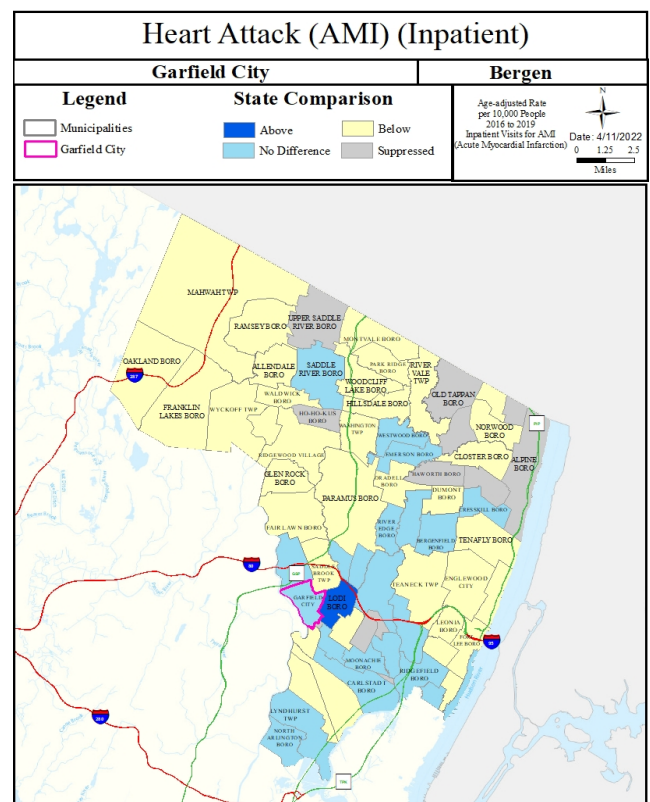 Heart Attack (AMI) (Inpatient)
Garfield City
Bergen
Legend
Municipalities
Garfield City
State Comparison
Above
Below
No Difference
Suppressed
Age-adjusted Rate
per 10,000 People
2016 to 2019
Inpatient Visits for AMI
(Acute Myocardial Infarction)
N
Date: 4/11/2022
0 1.25 2.5
Miles
MAHWAH TWP
UPPER SADDLE
RIVER BORO
RAMSEY BORO
MONTVALE BORO
OAKLAND BORO
ALLENDALE
BORO
SADDLE
RIVER BORO
PARK RIDGE
BORO
RIVER
VALE
TWP
WOODCLIFF
LAKE BORO
287
FRANKLIN
LAKES BORO
WYCKOFF TWP
WALDWICK
BORO
HILLSDALE BORO
OLD TAPPAN
BORO
HO-HO-KUS
BORO
WASHINGTON
TWP
WESTWOOD BORO
NORWOOD
BORO
RIDGEWOOD VILLAGE
EMERSON BORO
CLOSTER BORO
ALPINE
BORO
GLEN ROCK
BORO
ORADELL
BORO
HAWORTH BORO
PARAMUS BORO
DUMONT
BORO
CRESSKILL BORO
FAIR LAWN BORO
RIVER
EDGE
BORO
BERGENFIELD
BORO
TENAFLY BORO
80
SADDLE
BROOK
TWP
TEANECK TWP
ENGLEWOOD
CITY
GARFIELD
CITY
LODI
BORO
LEONIA
BORO
FORT
LEE BORO
95
MOONACHIE
BORO
RIDGEFIELD
BORO
CARLSTADT
BORO
280
LYNDHURST
TWP
NORTH
ARLINGTON
BORO